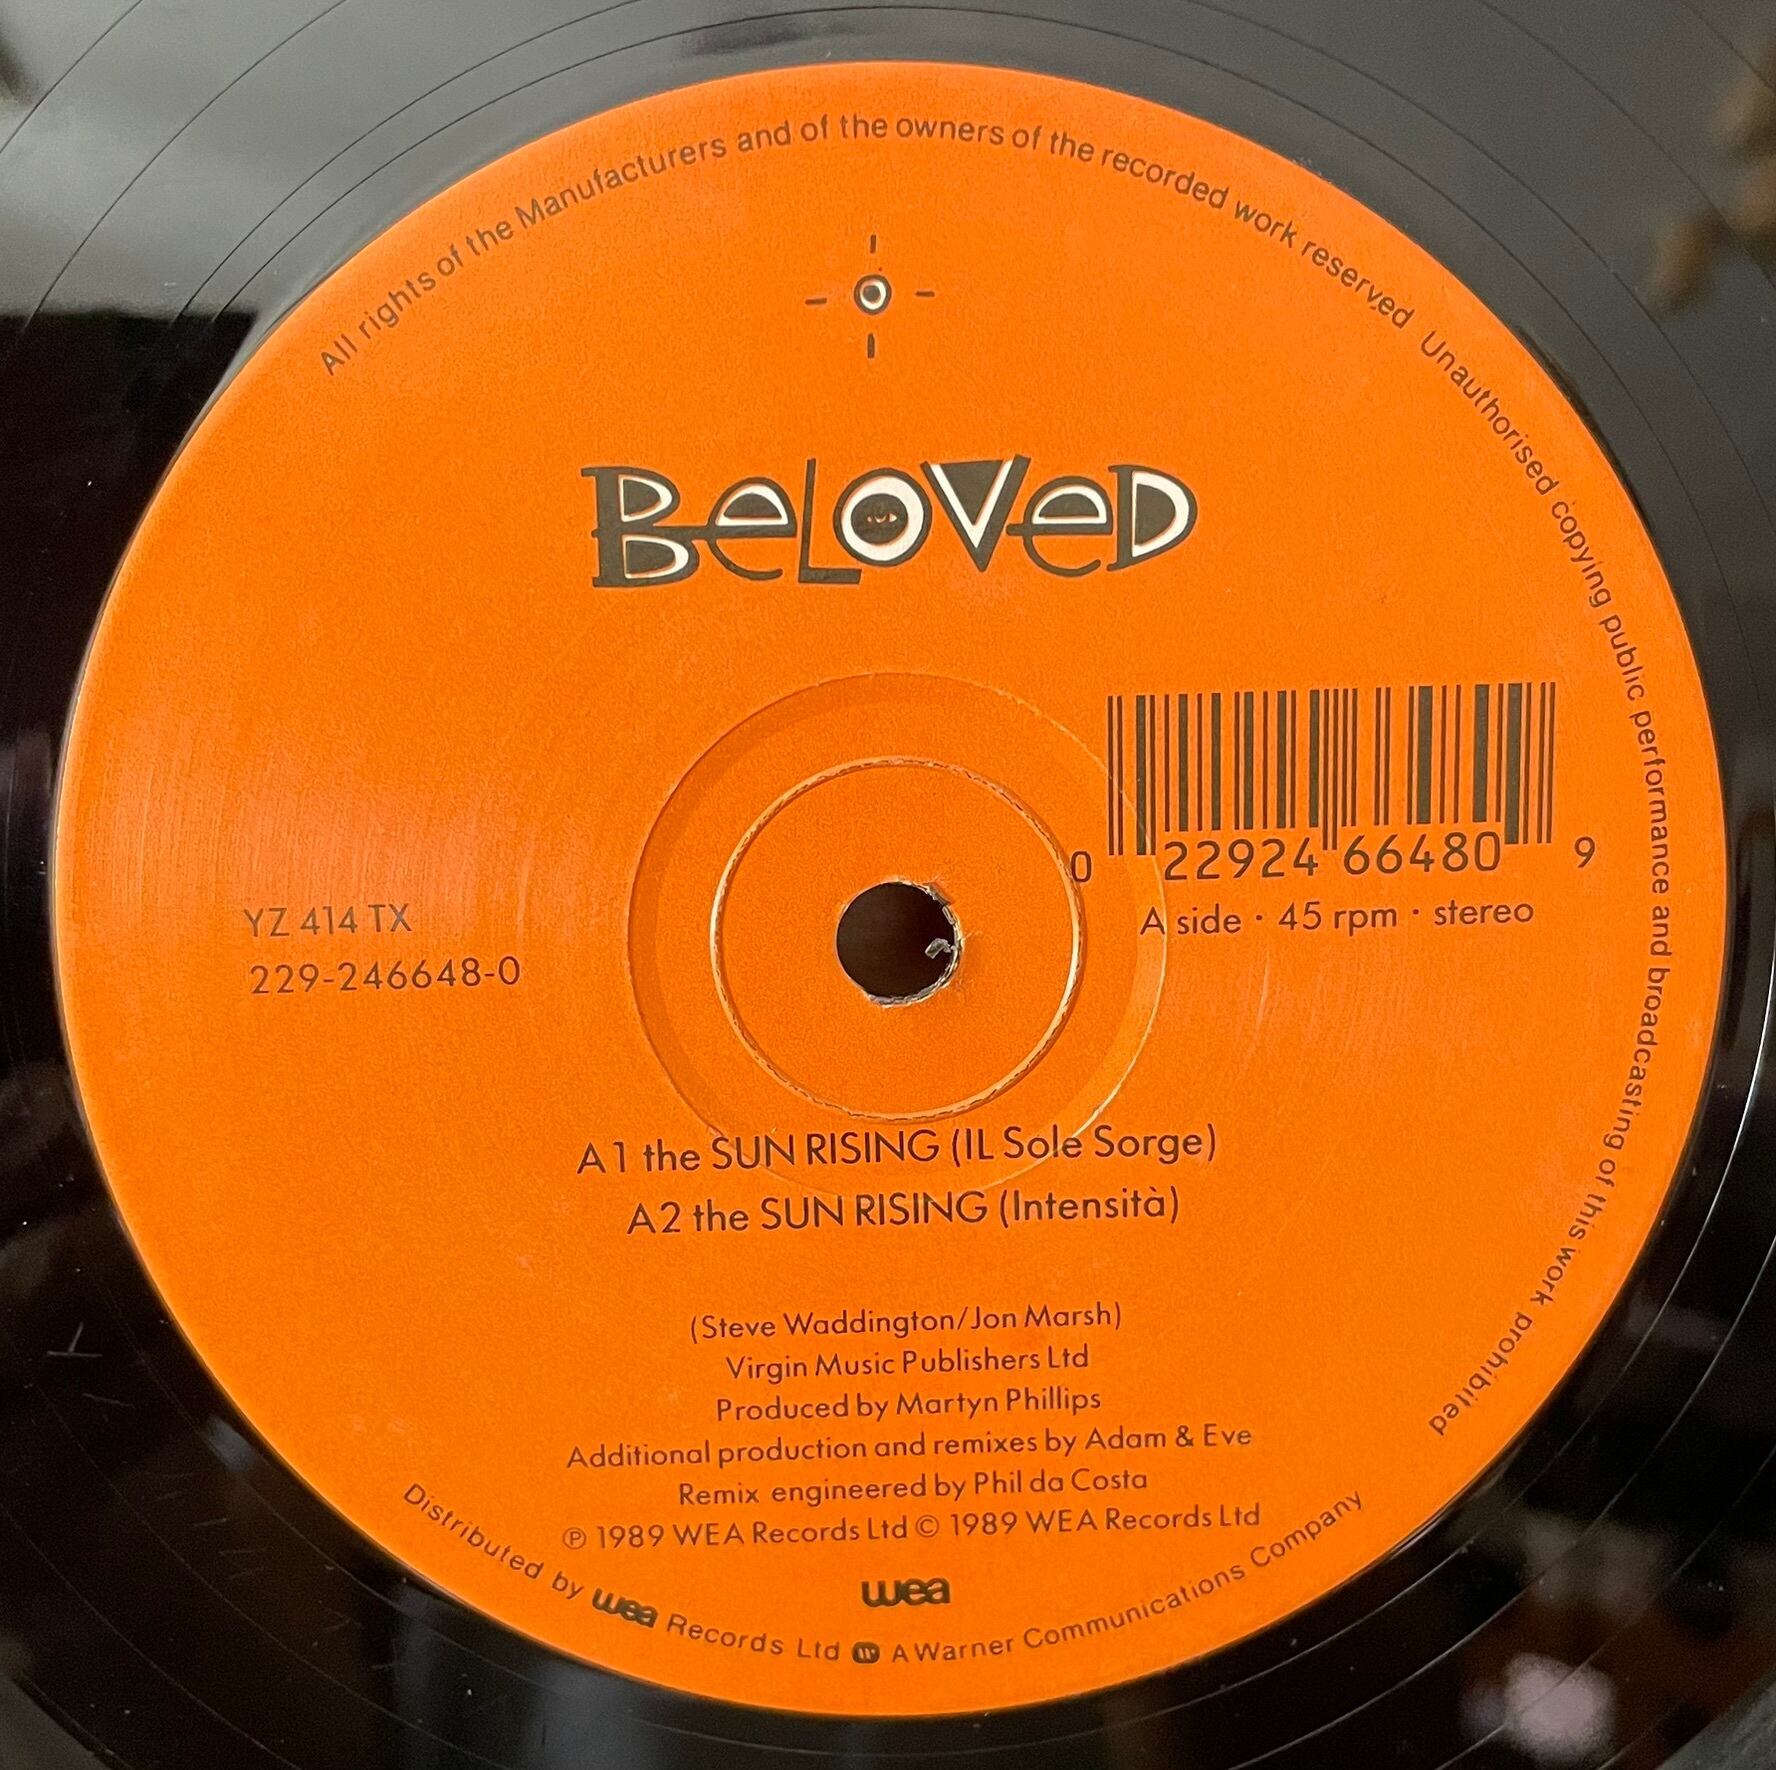 All rights of the Manufacturers and of the owners of the recorded work reserved Unauthorised copying public performance and broadcasting of this work prohibited
BELOVED
0 22924 66480 9
A side · 45 rpm · stereo
YZ 414 TX
229-246648-0
A1 the SUN RISING (IL Sole Sorge)
A2 the SUN RISING (Intensità)
(Steve Waddington/Jon Marsh)
Virgin Music Publishers Ltd
Produced by Martyn Phillips
Additional production and remixes by Adam & Eve
Remix engineered by Phil da Costa
℗ 1989 WEA Records Ltd © 1989 WEA Records Ltd
wea
Distributed by wea Records Ltd w A Warner Communications Company